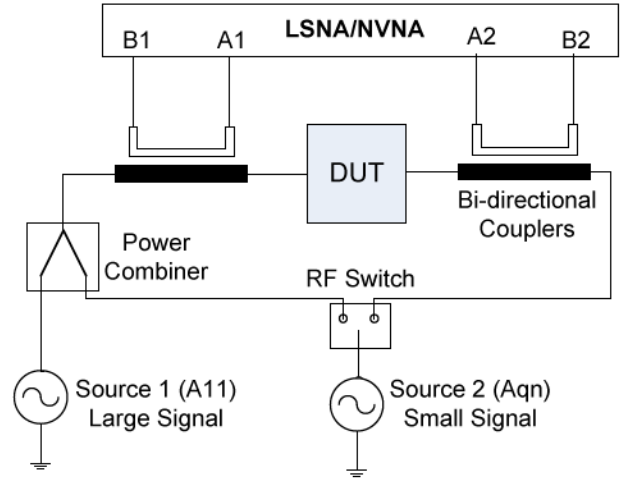 LSNA/NVNA
B1
A1
A2
B2
DUT
Bi-directional
Couplers
Power
Combiner
RF Switch
Source 1 (A11)
Large Signal
Source 2 (Aqn)
Small Signal